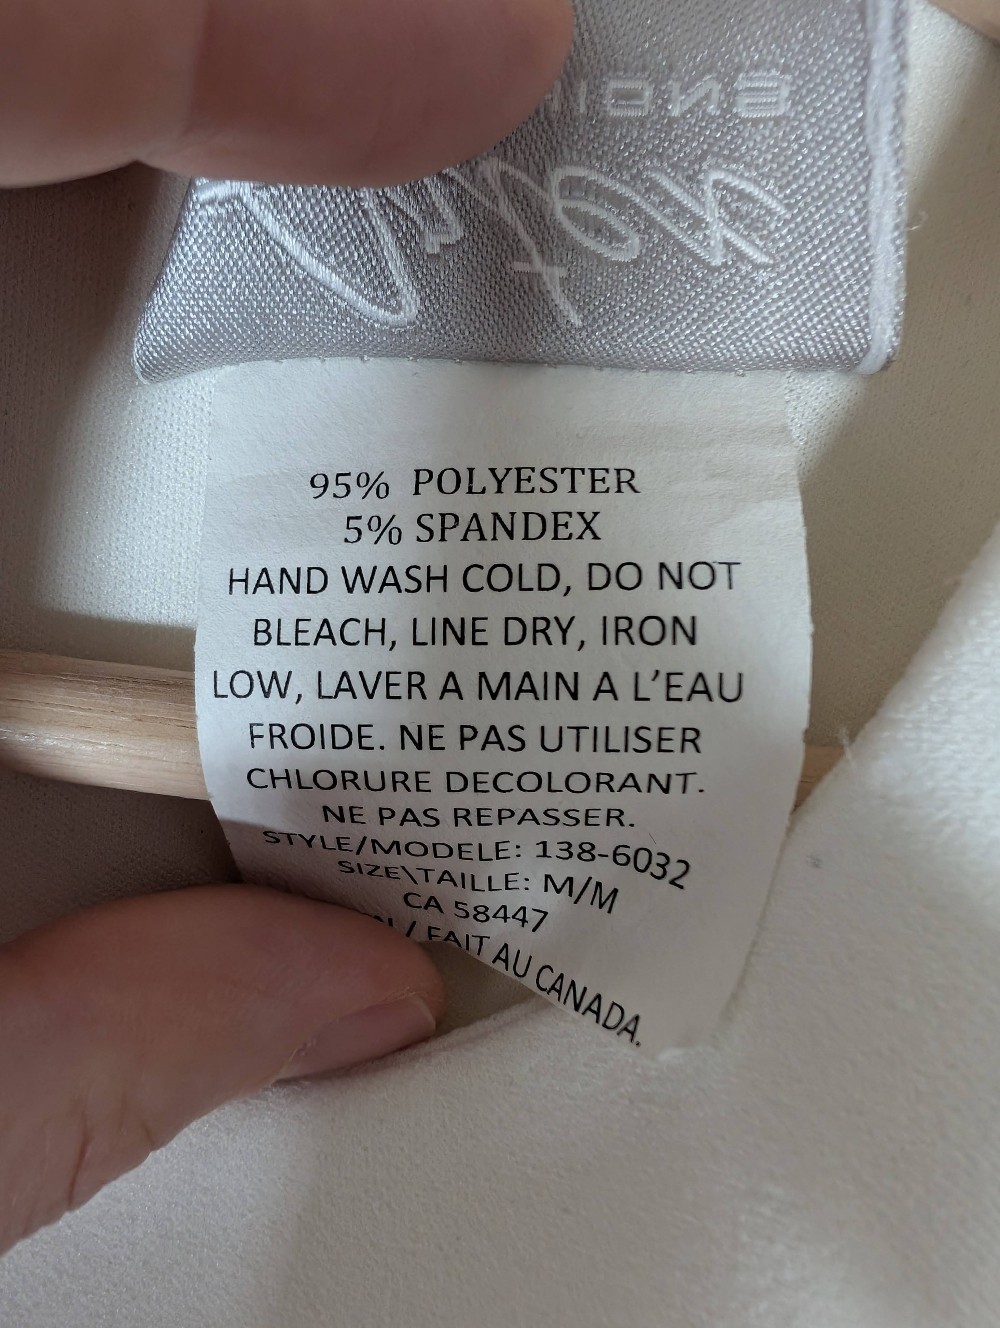 95% POLYESTER
5% SPANDEX
HAND WASH COLD, DO NOT
BLEACH, LINE DRY, IRON
LOW, LAVER A MAIN A L'EAU
FROIDE. NE PAS UTILISER
CHLORURE DECOLORANT.
NE PAS REPASSER.
STYLE/MODELE: 138-6032
SIZE\TAILLE: M/M
CA 58447
/ FAIT AU CANADA.